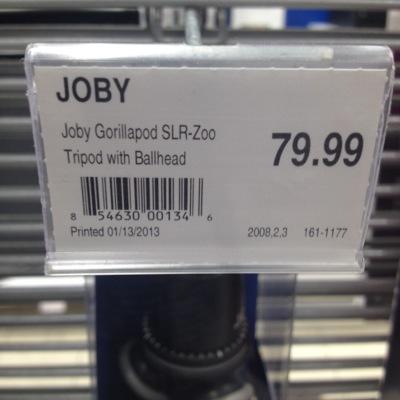 JOBY
Joby Gorillapod SLR-Zoo
Tripod with Ballhead
79.99
8 54630 00134 6
Printed 01/13/2013 2008,2,3 161-1177